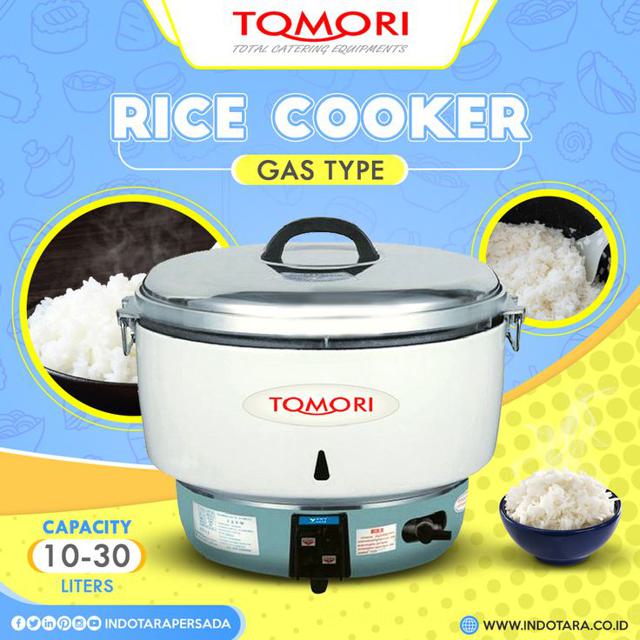 TOMORI
TOTAL CATERING EQUIPMENTS
RICE COOKER
GAS TYPE
TOMORI
CAPACITY
10-30
LITERS
INDOTARAPERSADA
WWW.INDOTARA.CO.ID